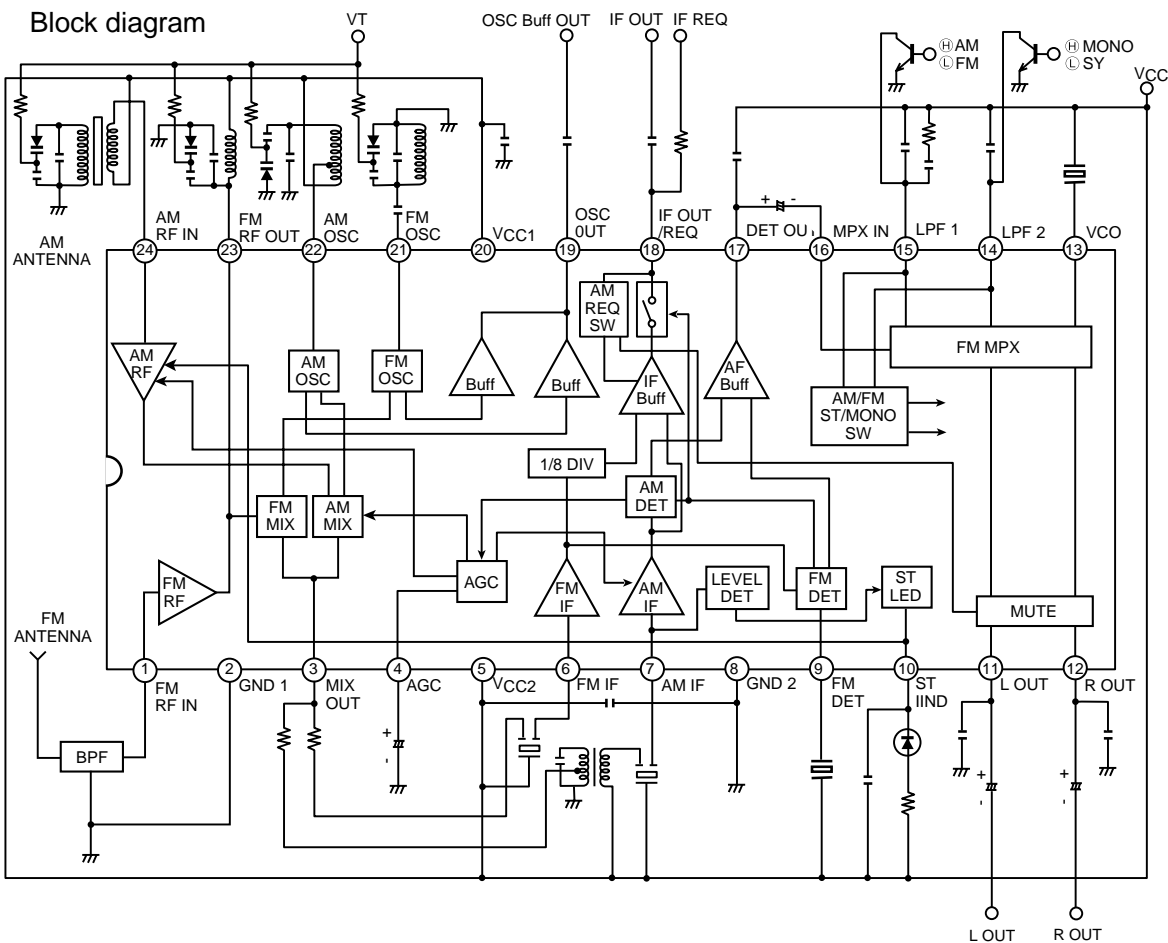 Block diagram
VT
OSC Buff OUT
IF OUT
IF REQ
Ⓗ AM
Ⓛ FM
Ⓗ MONO
Ⓛ SY
VCC
+ -
AM ANTENNA
AM RF IN
FM RF OUT
AM OSC
FM OSC
VCC1
OSC 0UT
IF OUT /REQ
DET OU
MPX IN
LPF 1
LPF 2
VCO
24
23
22
21
20
19
18
17
16
15
14
13
AM RF
AM OSC
FM OSC
Buff
Buff
AM REQ SW
IF Buff
AF Buff
FM MPX
AM/FM ST/MONO SW
1/8 DIV
FM MIX
AM MIX
AM DET
FM RF
AGC
FM IF
AM IF
LEVEL DET
FM DET
ST LED
MUTE
FM ANTENNA
1
2
3
4
5
6
7
8
9
10
11
12
FM RF IN
GND 1
MIX OUT
AGC
VCC2
FM IF
AM IF
GND 2
FM DET
ST IIND
L OUT
R OUT
BPF
+
-
+
-
+
-
L OUT
R OUT